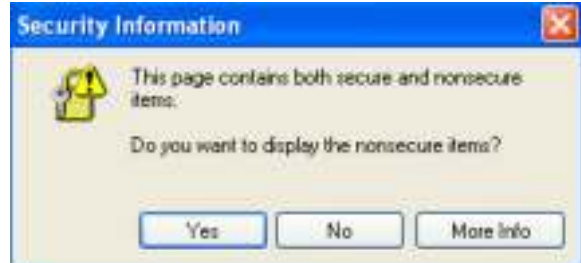 Security Information
This page contains both secure and nonsecure
items.
Do you want to display the nonsecure items?
Yes No More Info